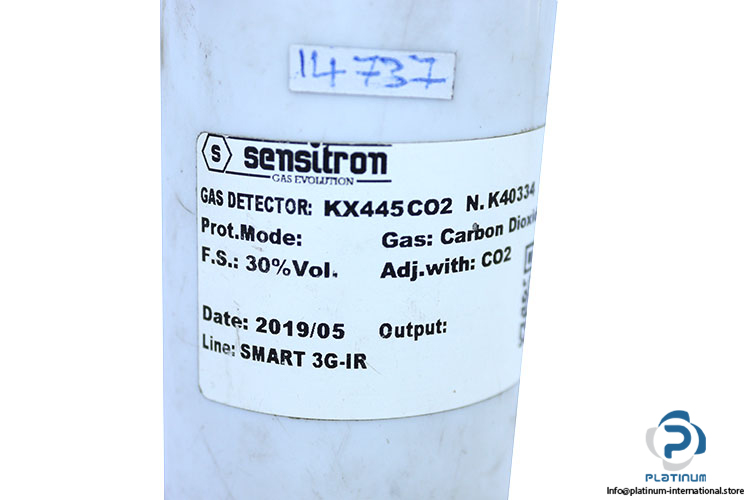 14737
S sensitron
GAS EVOLUTION
GAS DETECTOR: KX445CO2 N. K40334
Prot.Mode: Gas: Carbon
F.S.: 30%Vol. Adj.with: CO2
Date: 2019/05 Output:
Line: SMART 3G-IR
PLATINUM
Info@platinum-international.store